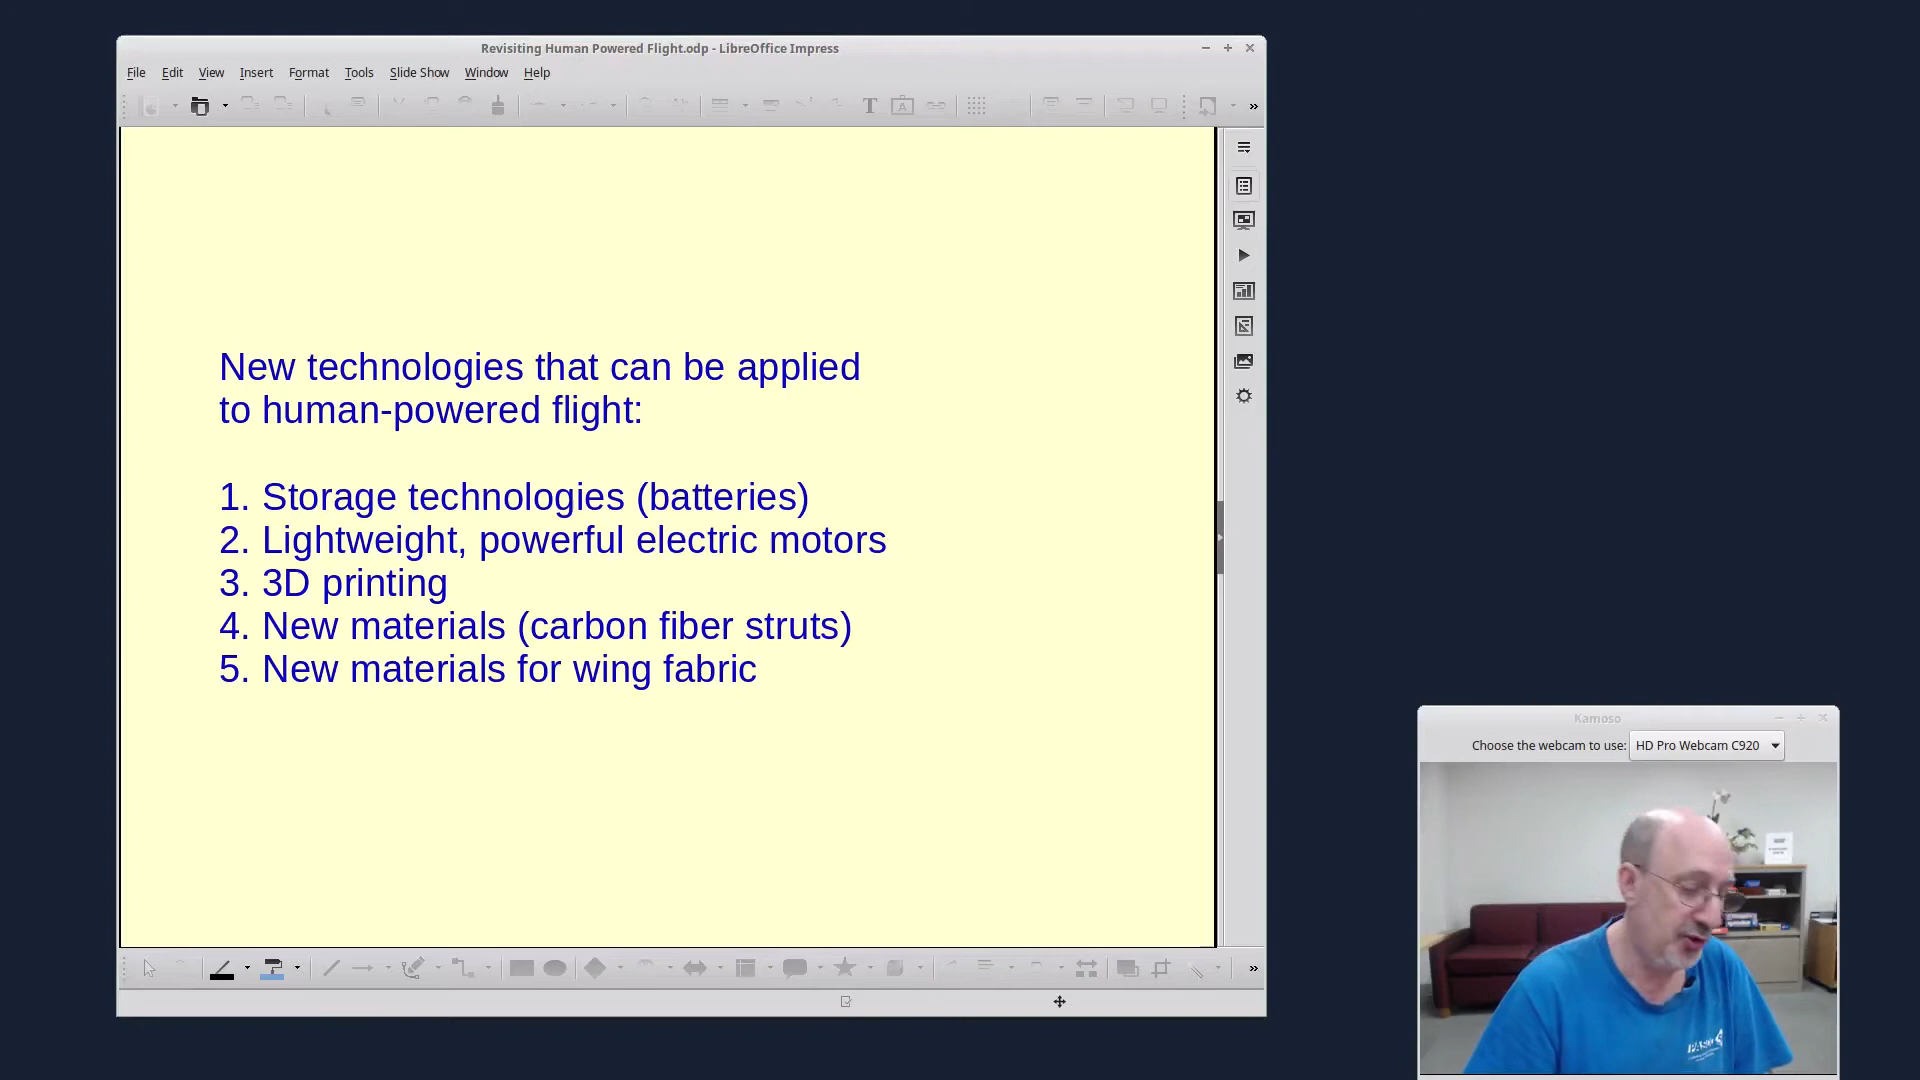 Revisiting Human Powered Flight.odp - LibreOffice Impress
File Edit View Insert Format Tools Slide Show Window Help
New technologies that can be applied
to human-powered flight:
1. Storage technologies (batteries)
2. Lightweight, powerful electric motors
3. 3D printing
4. New materials (carbon fiber struts)
5. New materials for wing fabric
Kamoso
Choose the webcam to use: HD Pro Webcam C920